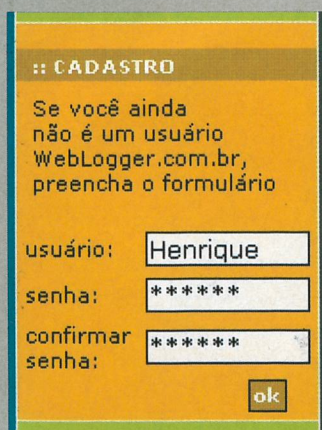 :: CADASTRO
Se você ainda
não é um usuário
WebLogger.com.br,
preencha o formulário
usuário: Henrique
senha: ******
confirmar
senha: ******
ok